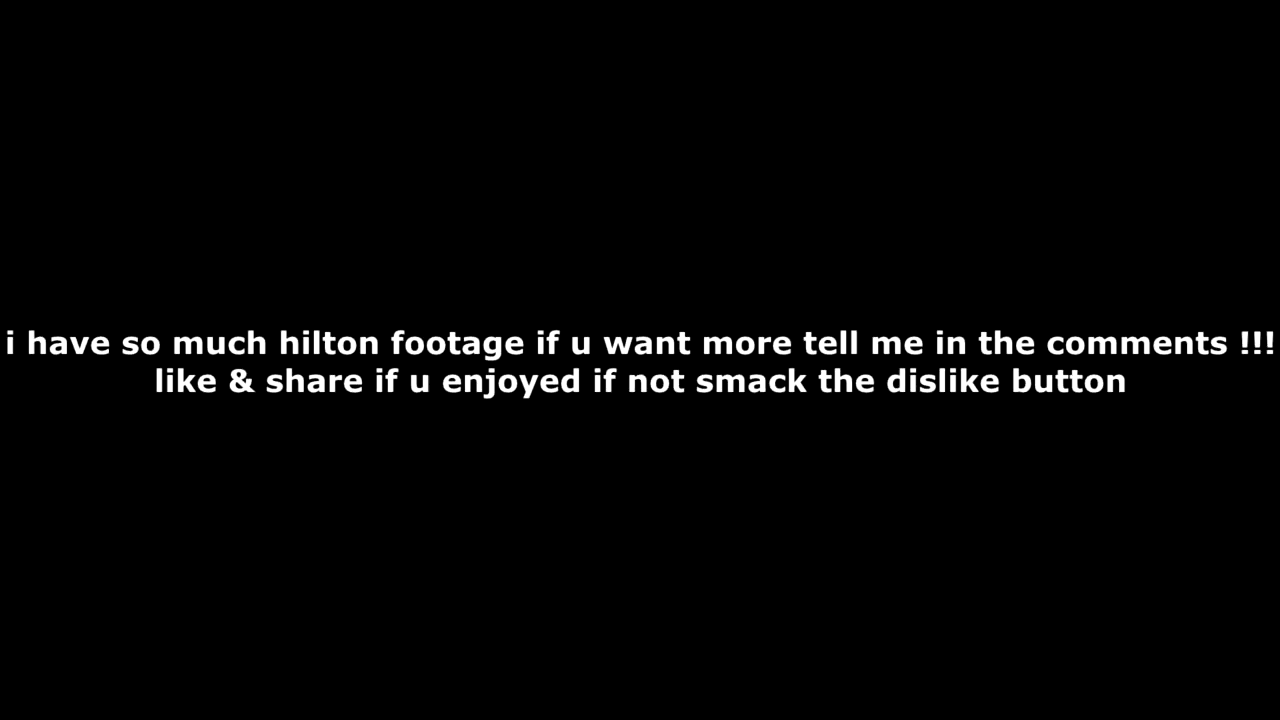 i have so much hilton footage if u want more tell me in the comments !!!
like & share if u enjoyed if not smack the dislike button